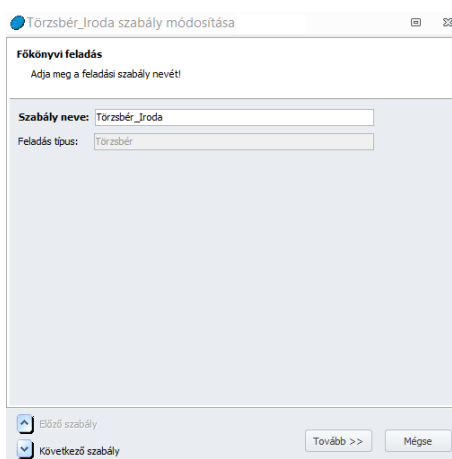 Törzsbér_Iroda szabály módosítása
Főkönyvi feladás
Adja meg a feladási szabály nevét!
Szabály neve: Törzsbér_Iroda
Feladás típus: Törzsbér
Előző szabály
Következő szabály
Tovább >>
Mégse